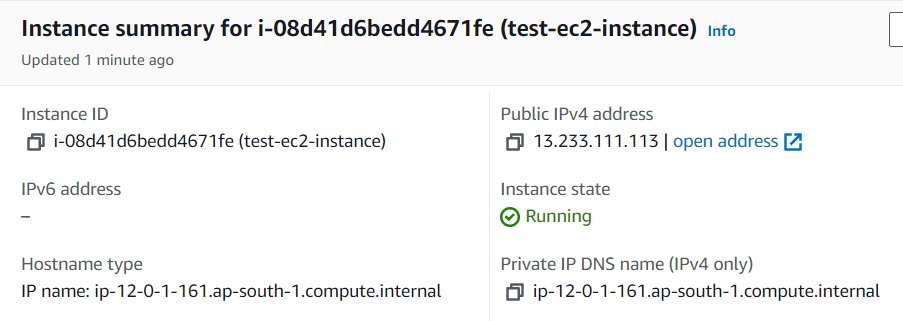 Instance summary for i-08d41d6bedd4671fe (test-ec2-instance) Info
Updated 1 minute ago
Instance ID
i-08d41d6bedd4671fe (test-ec2-instance)
Public IPv4 address
13.233.111.113 | open address
IPv6 address
–
Instance state
Running
Hostname type
IP name: ip-12-0-1-161.ap-south-1.compute.internal
Private IP DNS name (IPv4 only)
ip-12-0-1-161.ap-south-1.compute.internal